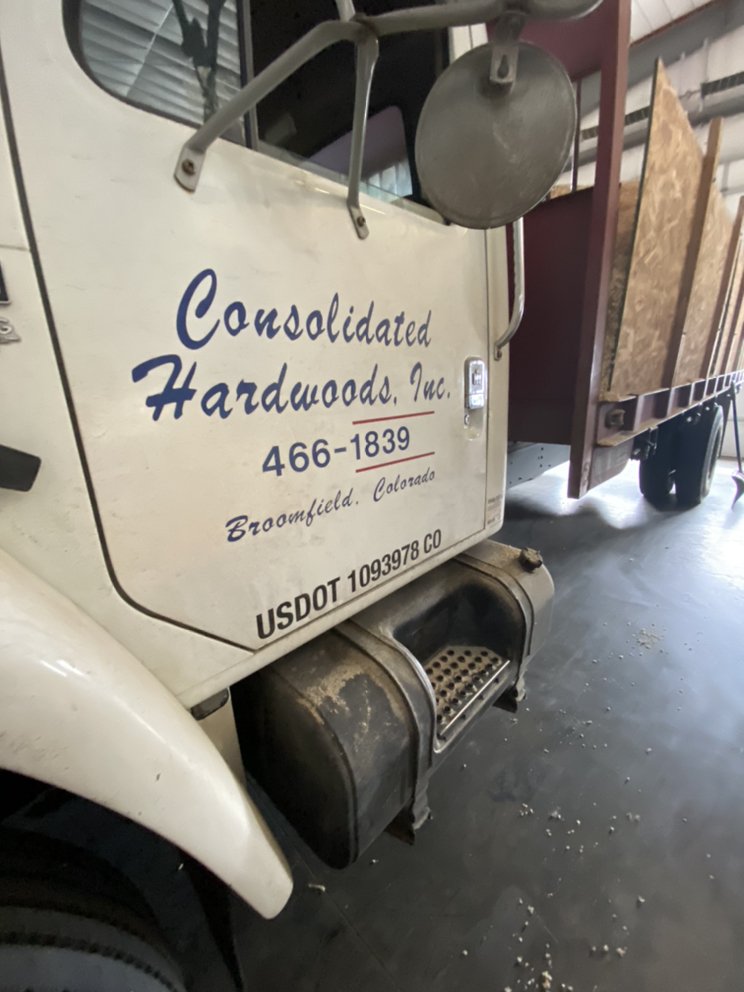 Consolidated
Hardwoods, Inc.
466-1839
Broomfield, Colorado
USDOT 1093978 CO